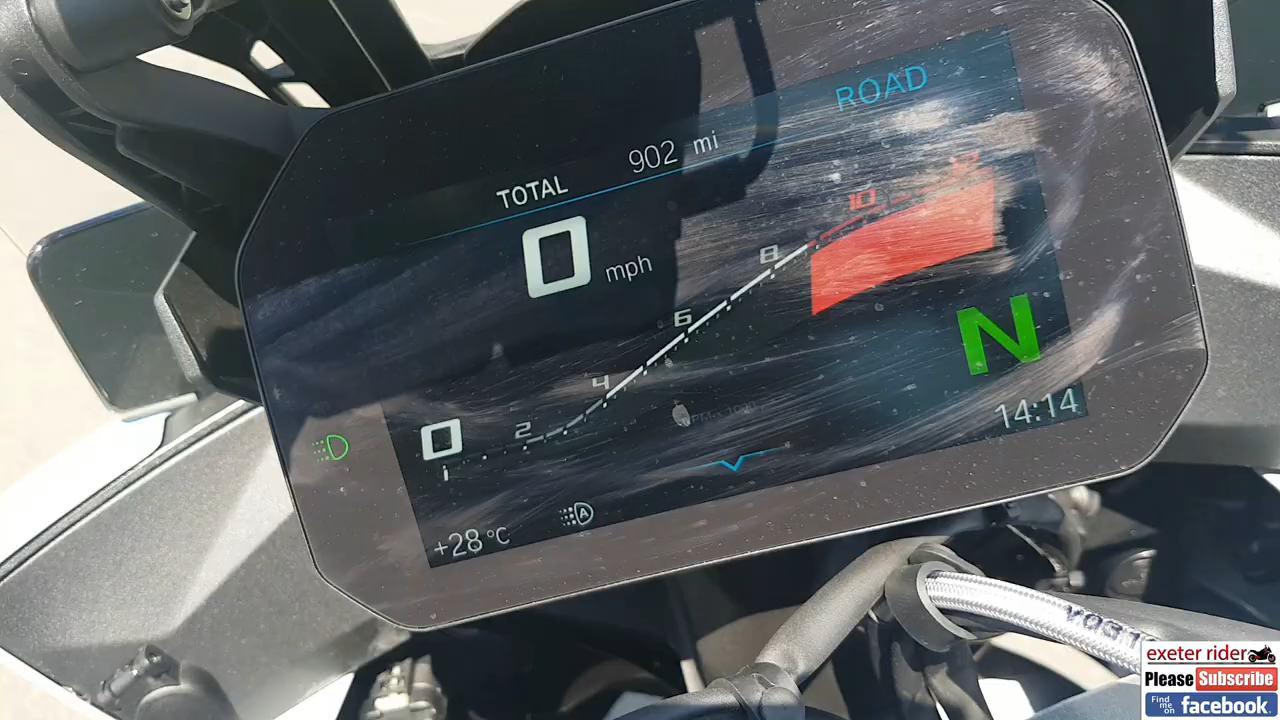 ROAD
TOTAL 902 mi
0 mph
10
8
6
4
2
0
N
14:14
+28°C
A
exeter rider
Please Subscribe
Find me on facebook.